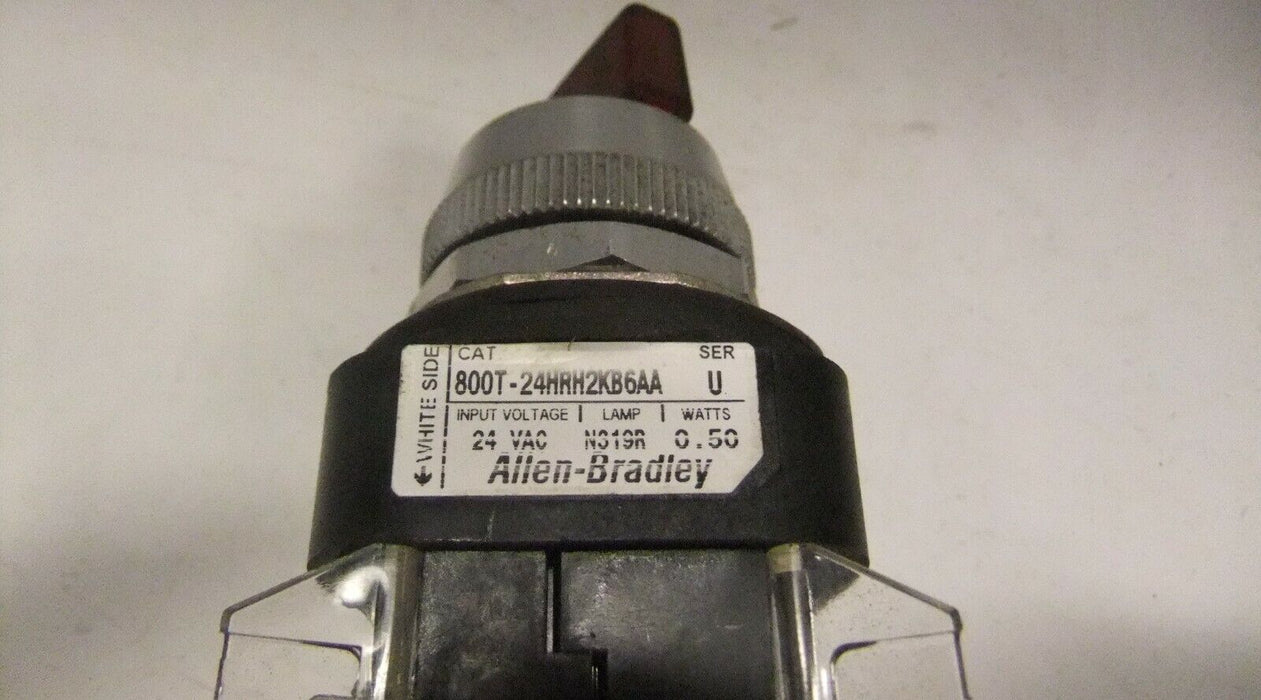 ←WHITE SIDE
CAT SER
800T-24HRH2KB6AA U
INPUT VOLTAGE | LAMP | WATTS
24 VAC N319R 0.50
Allen-Bradley